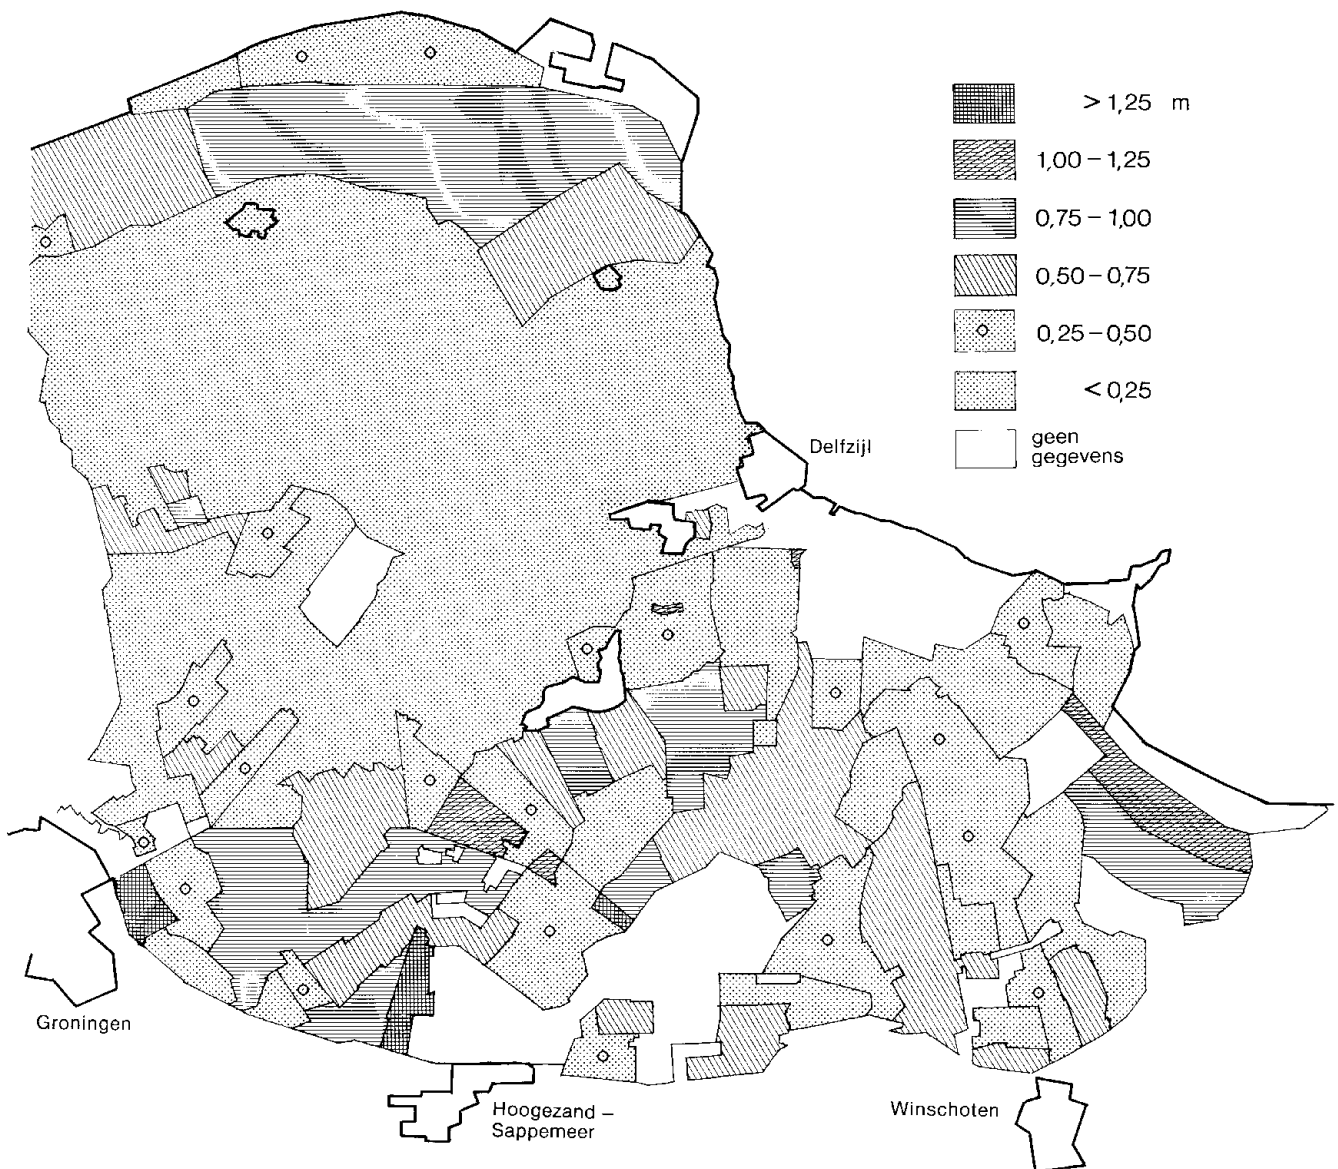 > 1,25 m
1,00 – 1,25
0,75 – 1,00
0,50 – 0,75
0,25 – 0,50
< 0,25
geen
gegevens
Delfzijl
Groningen
Hoogezand –
Sappemeer
Winschoten